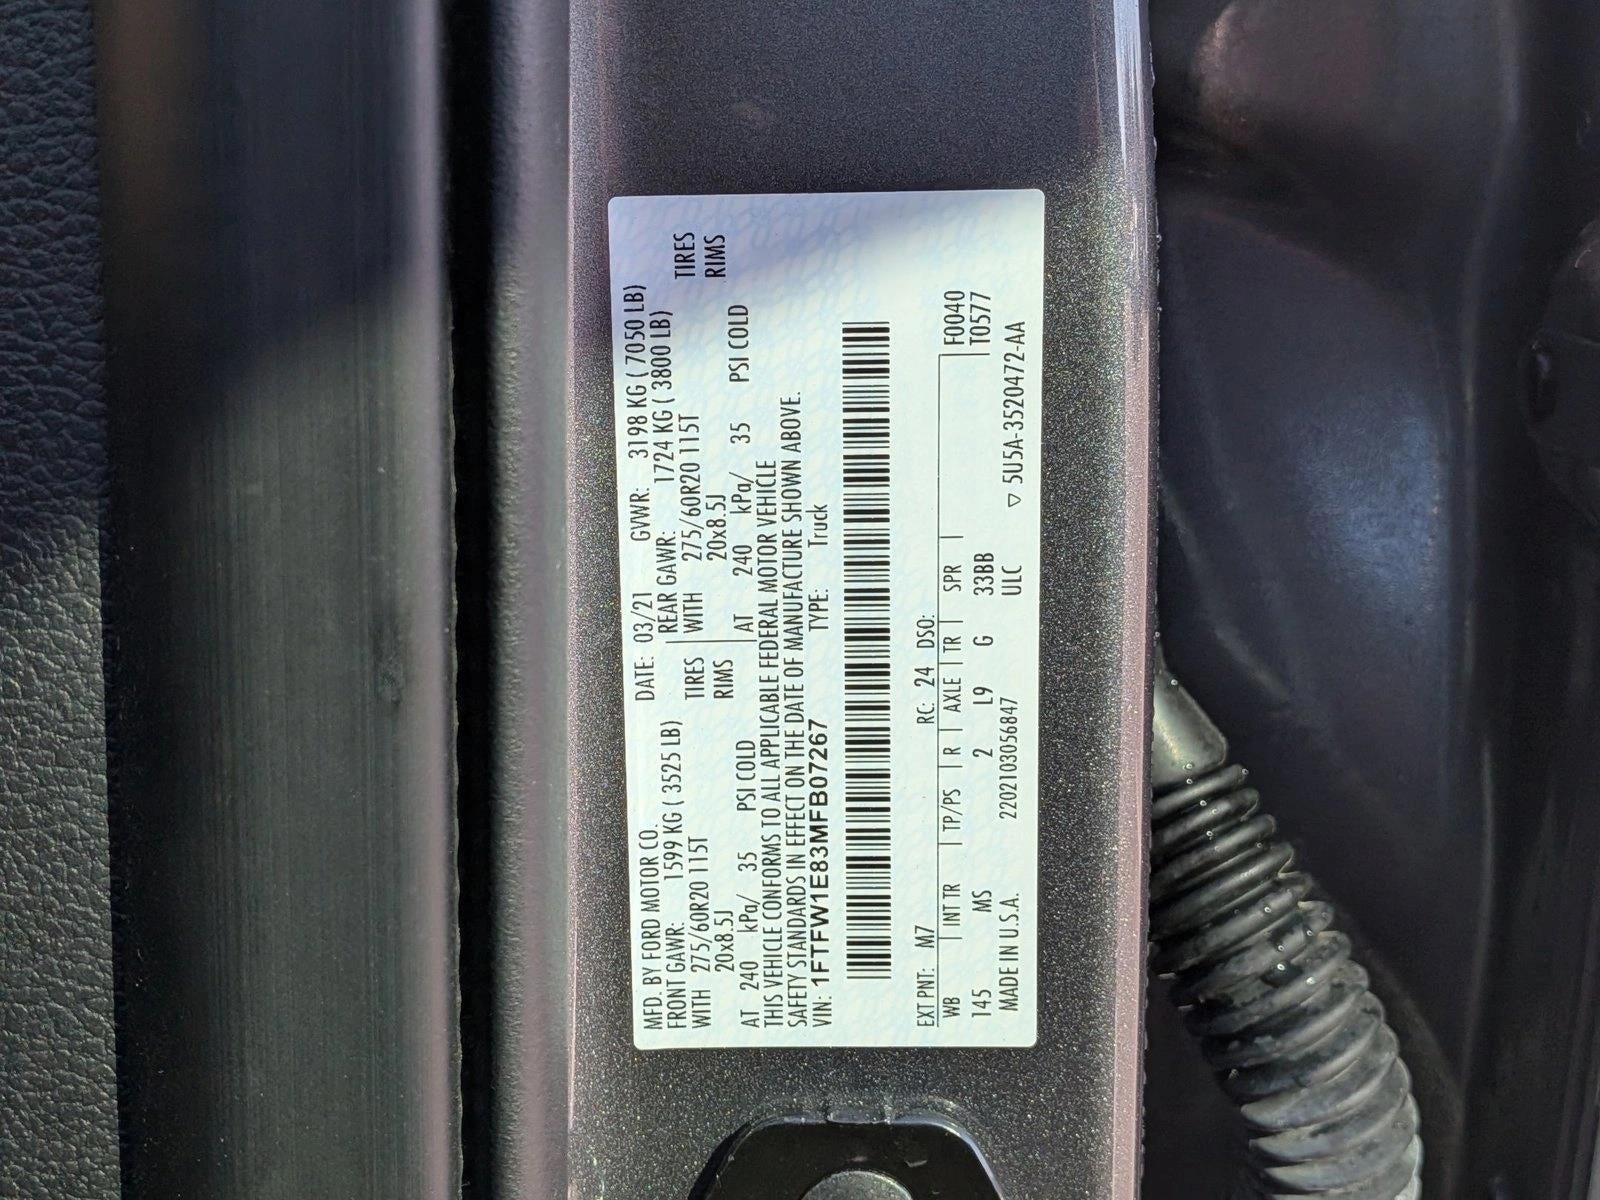 MFD. BY FORD MOTOR CO. DATE: 03/21 GVWR: 3198 KG ( 7050 LB)
FRONT GAWR: 1599 KG ( 3525 LB) REAR GAWR: 1724 KG ( 3800 LB)
WITH 275/60R20 115T TIRES WITH 275/60R20 115T TIRES
20x8.5J RIMS 20x8.5J RIMS
AT 240 kPa/ 35 PSI COLD AT 240 kPa/ 35 PSI COLD
THIS VEHICLE CONFORMS TO ALL APPLICABLE FEDERAL MOTOR VEHICLE
SAFETY STANDARDS IN EFFECT ON THE DATE OF MANUFACTURE SHOWN ABOVE.
VIN: 1FTFW1E83MFB07267 TYPE: Truck
EXT PNT: M7 RC: 24 DSO:
WB INT TR TP/PS R AXLE TR SPR F0040
145 MS 2 L9 G 33BB T0577
MADE IN U.S.A. 2202103056847 ULC ▽ 5U5A-3520472-AA